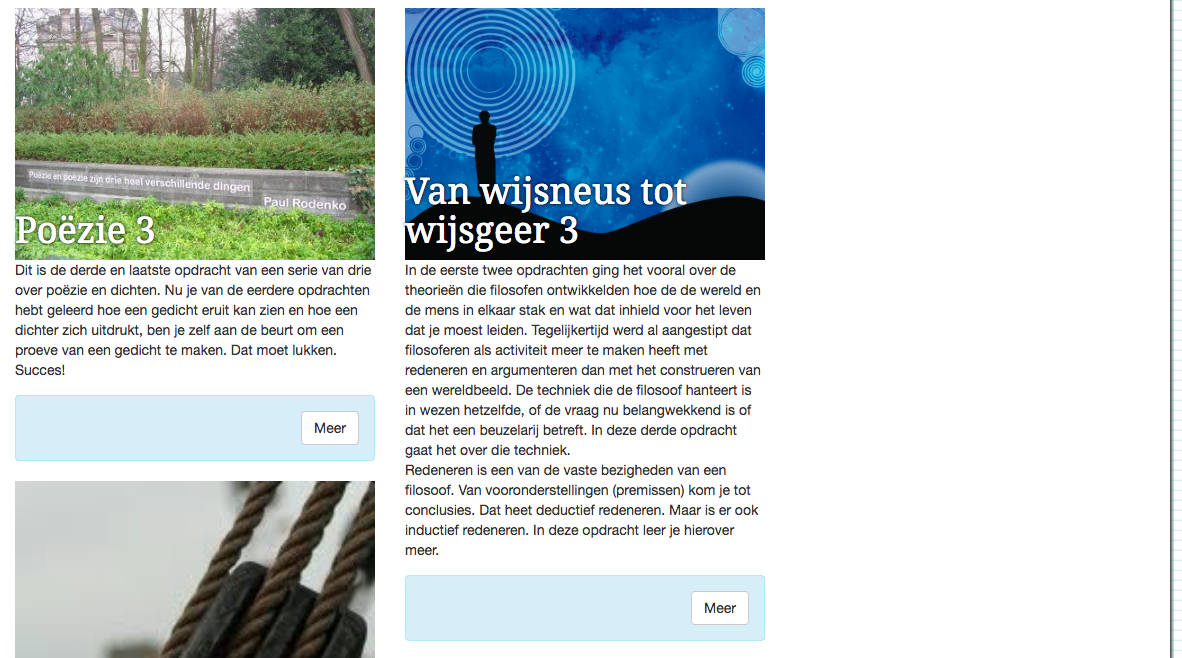 Poëzie en poëzie zijn drie heel verschillende dingen
Paul Rodenko
Poëzie 3
Dit is de derde en laatste opdracht van een serie van drie
over poëzie en dichten. Nu je van de eerdere opdrachten
hebt geleerd hoe een gedicht eruit kan zien en hoe een
dichter zich uitdrukt, ben je zelf aan de beurt om een
proeve van een gedicht te maken. Dat moet lukken.
Succes!
Meer
Van wijsneus tot
wijsgeer 3
In de eerste twee opdrachten ging het vooral over de
theorieën die filosofen ontwikkelden hoe de de wereld en
de mens in elkaar stak en wat dat inhield voor het leven
dat je moest leiden. Tegelijkertijd werd al aangestipt dat
filosoferen als activiteit meer te maken heeft met
redeneren en argumenteren dan met het construeren van
een wereldbeeld. De techniek die de filosoof hanteert is
in wezen hetzelfde, of de vraag nu belangwekkend is of
dat het een beuzelarij betreft. In deze derde opdracht
gaat het over die techniek.
Redeneren is een van de vaste bezigheden van een
filosoof. Van vooronderstellingen (premissen) kom je tot
conclusies. Dat heet deductief redeneren. Maar is er ook
inductief redeneren. In deze opdracht leer je hierover
meer.
Meer